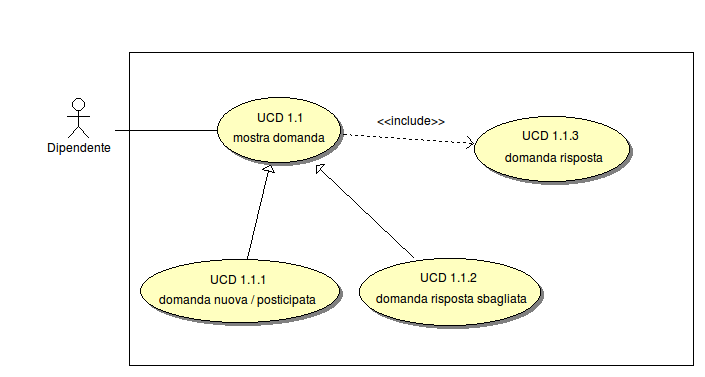 UCD 1.1
mostra domanda
<<include>>
UCD 1.1.3
domanda risposta
Dipendente
UCD 1.1.1
domanda nuova / posticipata
UCD 1.1.2
domanda risposta sbagliata